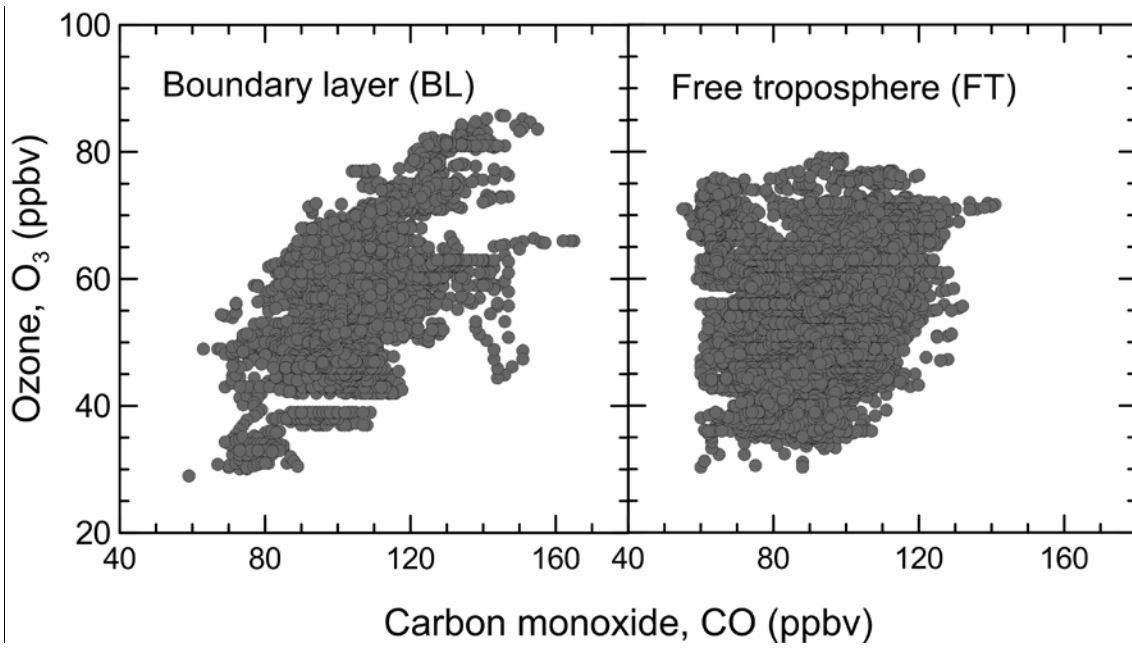 100
80
60
40
20
Ozone, O₃ (ppbv)
Boundary layer (BL)
Free troposphere (FT)
40 80 120 160 40 80 120 160
Carbon monoxide, CO (ppbv)